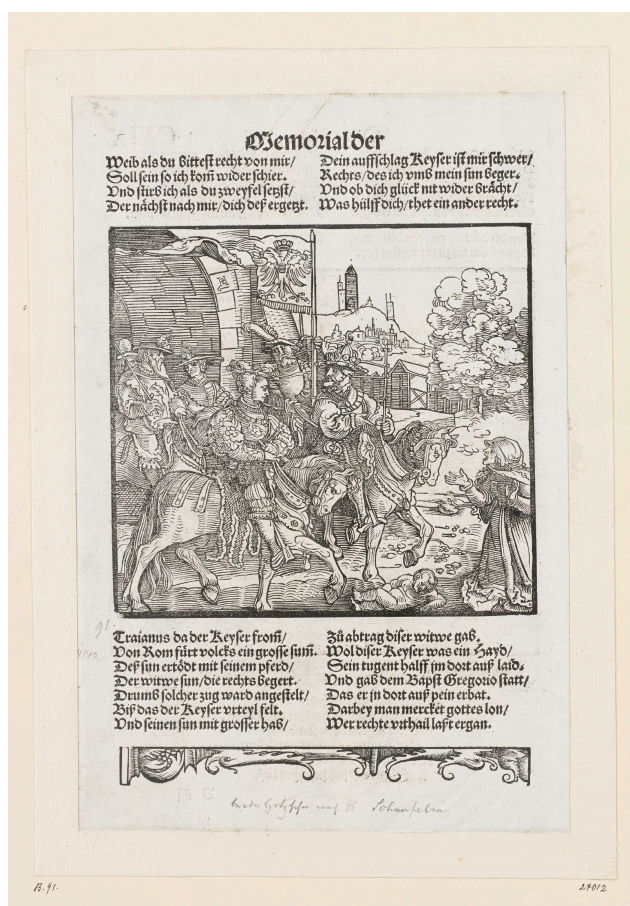 Memorial der
Weib als du bittest recht von mir/
Soll sein so ich kom̃ wider schier.
Vnd stirb ich als du zweyfel setzst/
Der nächst nach mir/dich deß ergetzt.
Dein auffschlag Keyser ist mir schwer/
Rechts/des ich vmb mein sun beger.
Vnd ob dich glück nit wider brächt/
Was hülff dich/thet ein ander recht.
Traianus da der Keyser from̃/
Von Rom fürt volcks ein grosse sum̃.
Deß sun ertödt mit seinem pferd/
Der witwe sun/die rechts begert.
Drumb solcher zug ward angestelt/
Biß das der Keyser vrteyl felt.
Vnd seinen sun mit grosser hab/
Zů abtrag diser witwe gab.
Wol diser Keyser was ein Hayd/
Sein tugent halff im dort auß laid.
Vnd gab dem Bapst Gregorio statt/
Das er jn dort auß pein erbat.
Darbey man mercket gottes lon/
Wer rechte vrthail laßt ergan.
91.
B.91.
24012